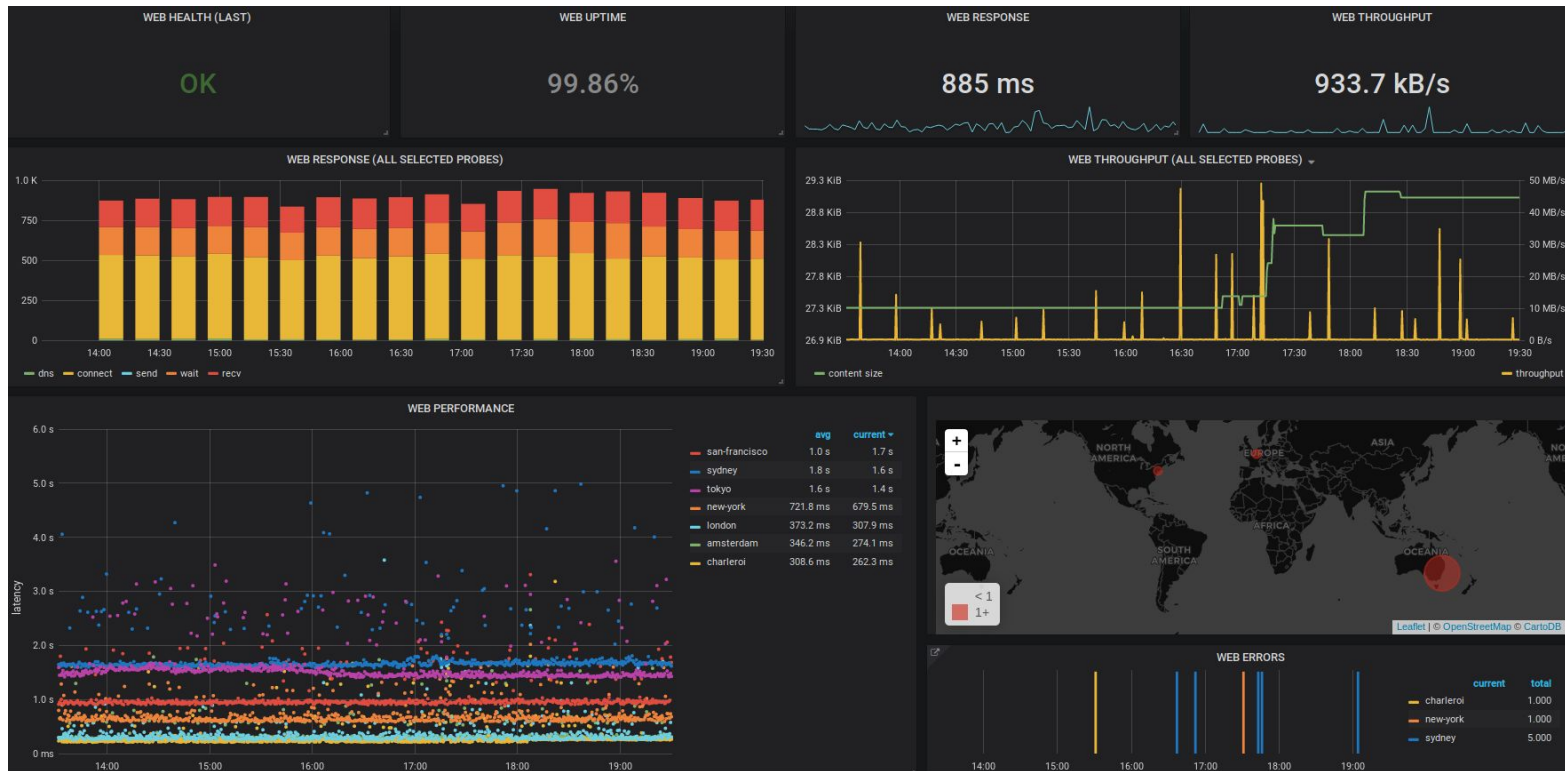 WEB HEALTH (LAST)
OK
WEB UPTIME
99.86%
WEB RESPONSE
885 ms
WEB THROUGHPUT
933.7 kB/s
WEB RESPONSE (ALL SELECTED PROBES)
1.0 K
750
500
250
0
14:00 14:30 15:00 15:30 16:00 16:30 17:00 17:30 18:00 18:30 19:00 19:30
dns connect send wait recv
WEB THROUGHPUT (ALL SELECTED PROBES)
29.3 KiB
28.8 KiB
28.3 KiB
27.8 KiB
27.3 KiB
26.9 KiB
50 MB/s
40 MB/s
30 MB/s
20 MB/s
10 MB/s
0 B/s
14:00 14:30 15:00 15:30 16:00 16:30 17:00 17:30 18:00 18:30 19:00 19:30
content size
throughput
WEB PERFORMANCE
latency
6.0 s
5.0 s
4.0 s
3.0 s
2.0 s
1.0 s
0 ms
14:00 15:00 16:00 17:00 18:00 19:00
avg current
san-francisco 1.0 s 1.7 s
sydney 1.8 s 1.6 s
tokyo 1.6 s 1.4 s
new-york 721.8 ms 679.5 ms
london 373.2 ms 307.9 ms
amsterdam 346.2 ms 274.1 ms
charleroi 308.6 ms 262.3 ms
+
-
NORTH
AMERICA
EUROPE
ASIA
NO
AME
AFRICA
OCEANIA
SOUTH
AMERICA
OCEANIA
< 1
1+
Leaflet | © OpenStreetMap © CartoDB
WEB ERRORS
14:00 15:00 16:00 17:00 18:00 19:00
current total
charleroi 1.000
new-york 1.000
sydney 5.000